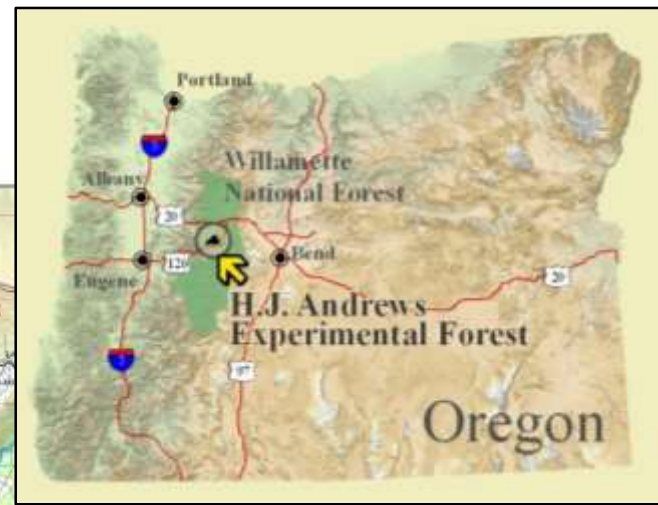 Portland
Willamette
National Forest
Albany
20
Eugene
126
Bend
20
H.J. Andrews
Experimental Forest
97
Oregon